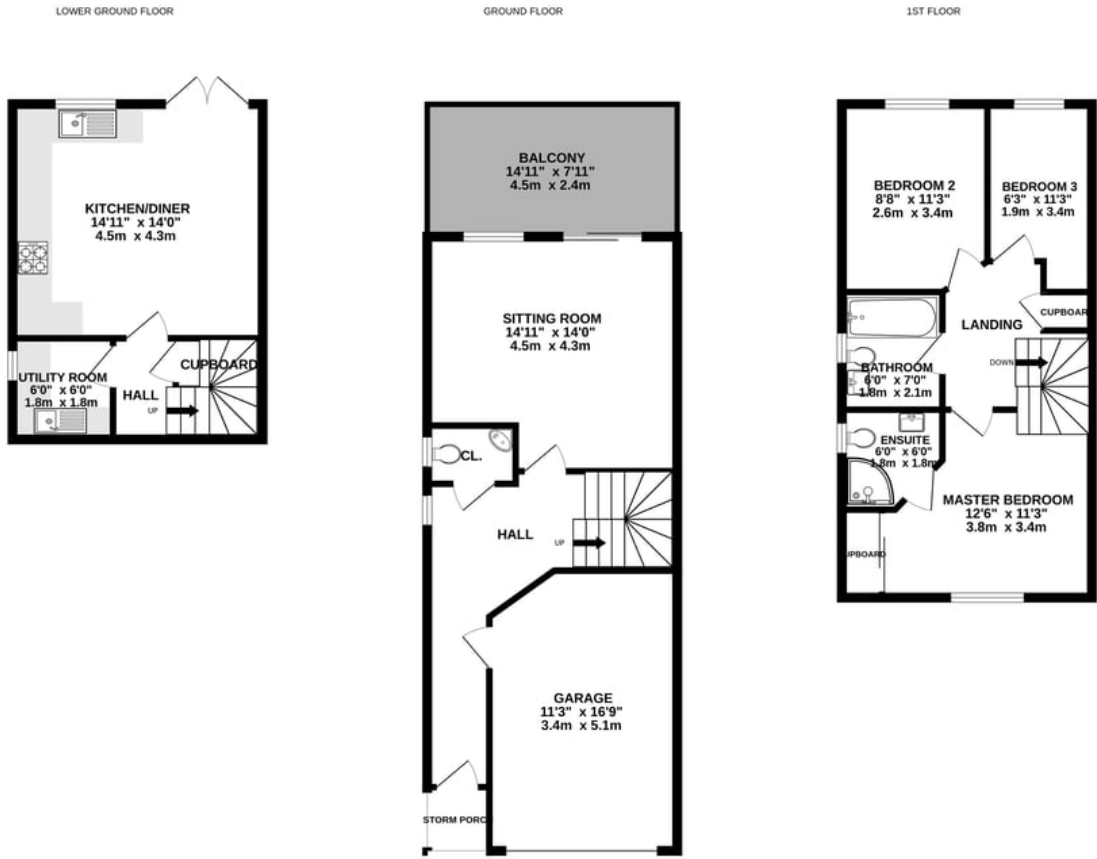 LOWER GROUND FLOOR
KITCHEN/DINER
14'11" x 14'0"
4.5m x 4.3m
CUPBOARD
UTILITY ROOM
6'0" x 6'0"
1.8m x 1.8m
HALL
UP
GROUND FLOOR
BALCONY
14'11" x 7'11"
4.5m x 2.4m
SITTING ROOM
14'11" x 14'0"
4.5m x 4.3m
CL.
HALL
UP
GARAGE
11'3" x 16'9"
3.4m x 5.1m
STORM PORC
1ST FLOOR
BEDROOM 2
8'8" x 11'3"
2.6m x 3.4m
BEDROOM 3
6'3" x 11'3"
1.9m x 3.4m
CUPBOAR
LANDING
DOWN
BATHROOM
6'0" x 7'0"
1.8m x 2.1m
ENSUITE
6'0" x 6'0"
1.8m x 1.8m
MASTER BEDROOM
12'6" x 11'3"
3.8m x 3.4m
UPBOARD